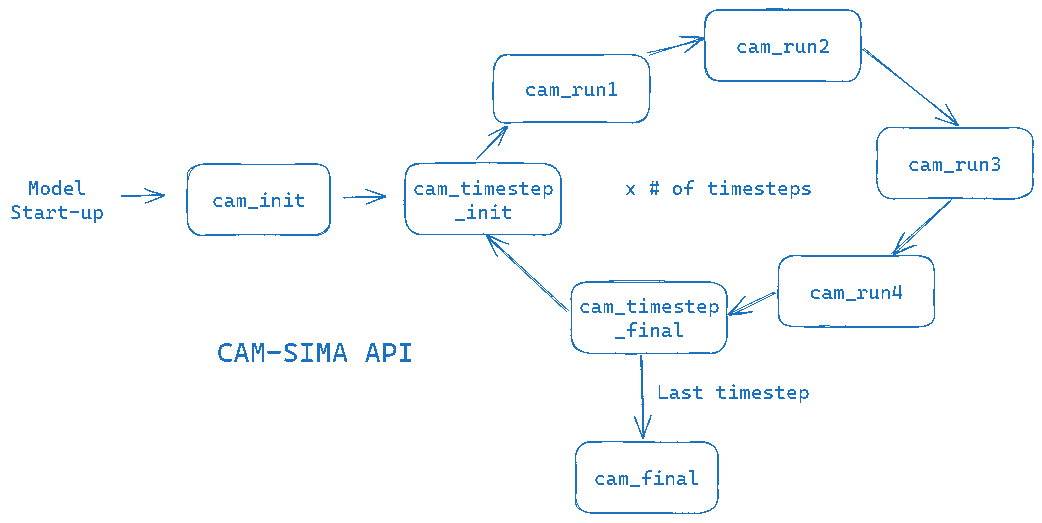 Model
Start-up
cam_init
cam_timestep
_init
cam_run1
cam_run2
cam_run3
x # of timesteps
cam_run4
cam_timestep
_final
CAM-SIMA API
Last timestep
cam_final